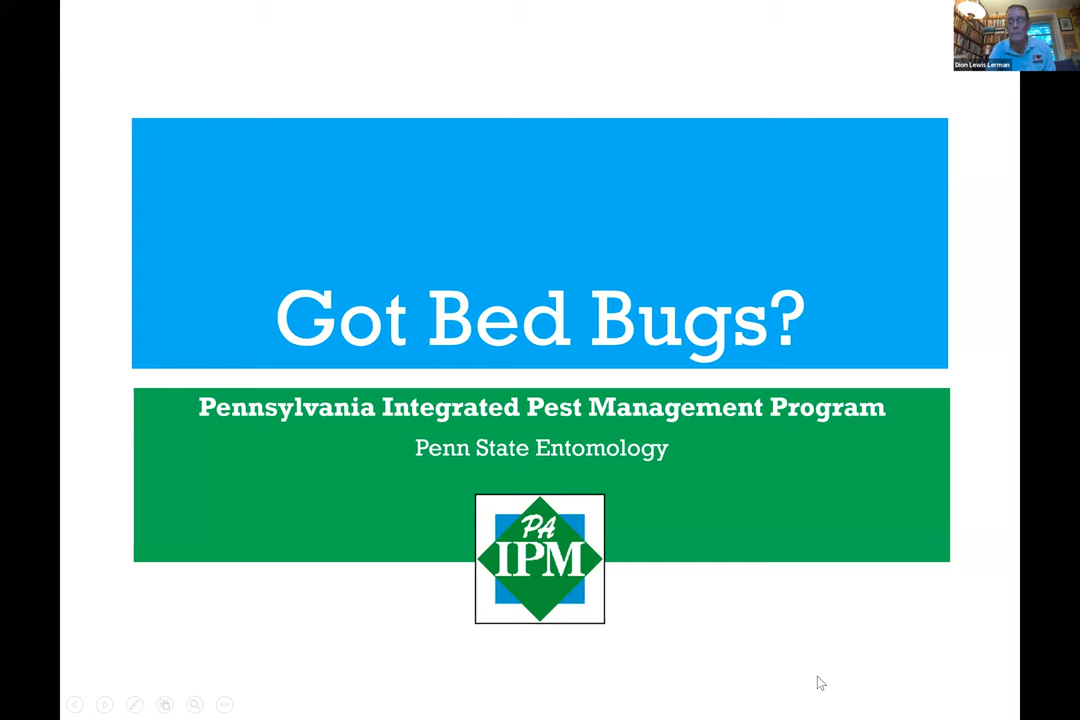 Dion Lewis Lerman
Got Bed Bugs?
Pennsylvania Integrated Pest Management Program
Penn State Entomology
PA
IPM